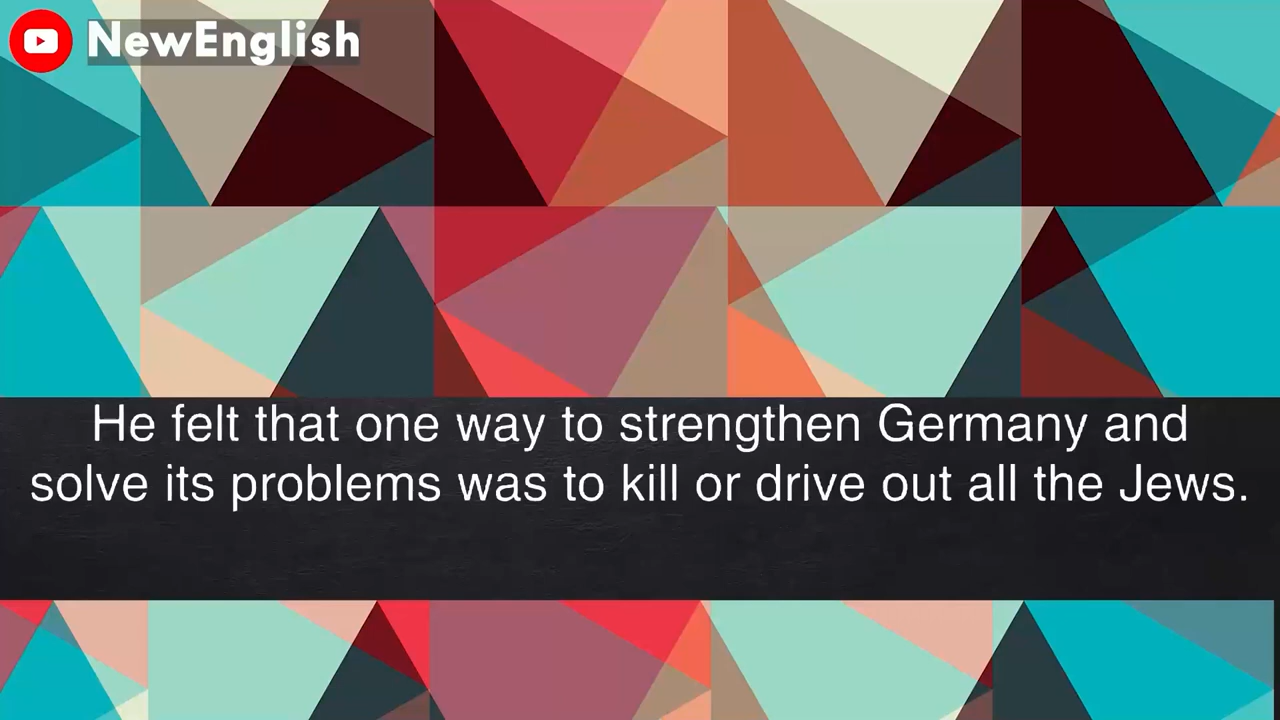 NewEnglish
He felt that one way to strengthen Germany and
solve its problems was to kill or drive out all the Jews.